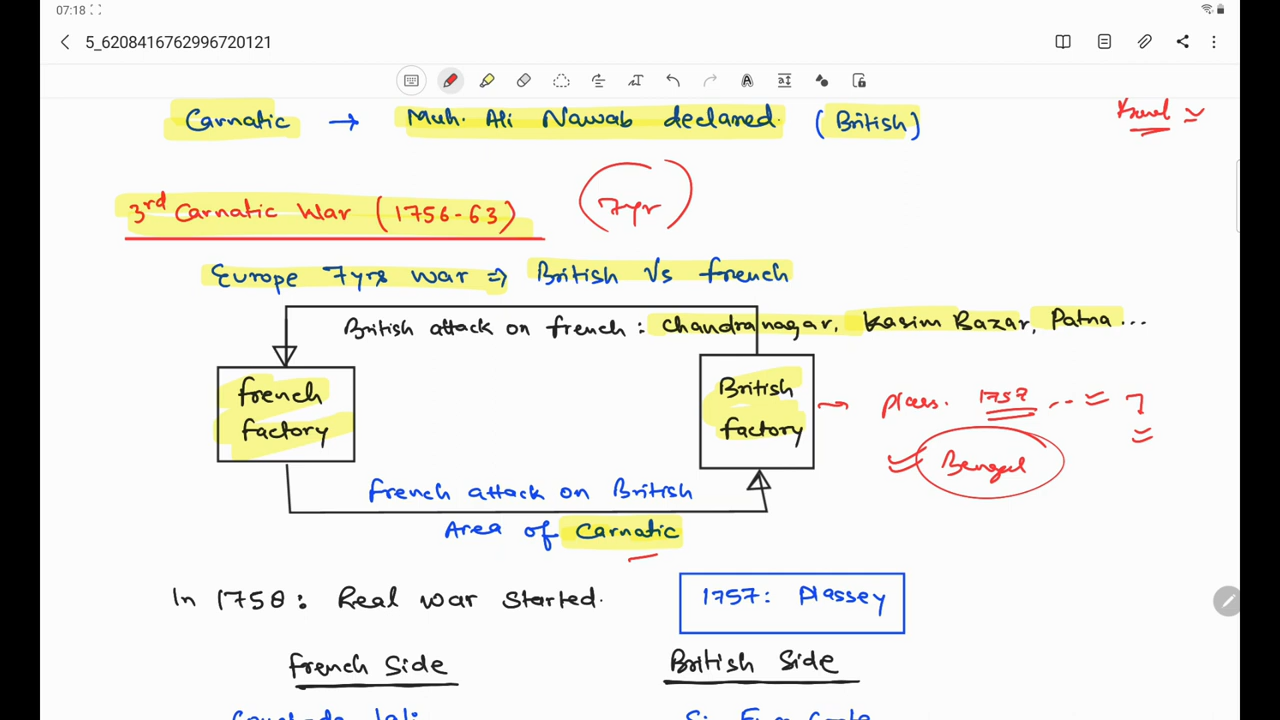 07:18
5_6208416762996720121
Carnatic → Muh. Ali Nawab declared. (British)
3rd Carnatic War (1756-63) 7yr
Europe 7yrs war ⇒ British Vs french
British attack on french : Chandranagar, Kasim Bazar, Patna...
french factory
British factory → plass. 1757 ..
Bengal
french attack on British
Area of Carnatic
In 1758: Real war started.
1757: Plassey
french Side British Side